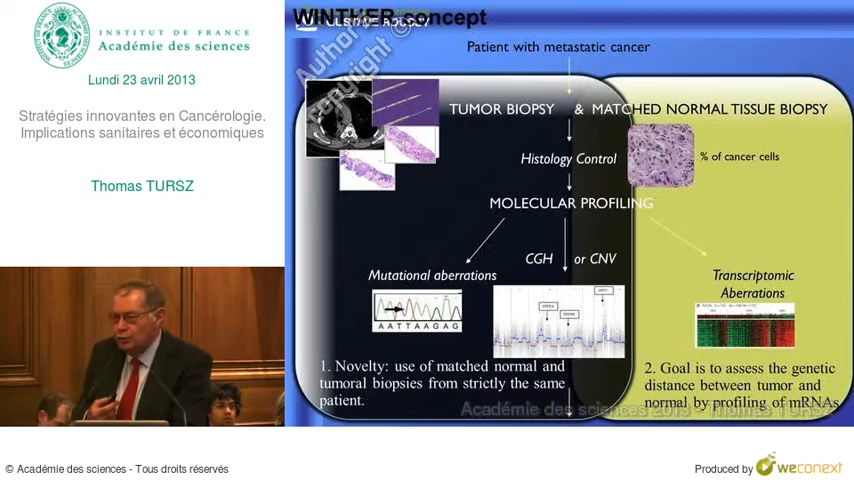 INSTITUT DE FRANCE
Académie des sciences
Lundi 23 avril 2013
Stratégies innovantes en Cancérologie.
Implications sanitaires et économiques
Thomas TURSZ
WINTHER concept
GUSTAVE ROUSSY
Author
Copyright ©
Patient with metastatic cancer
TUMOR BIOPSY & MATCHED NORMAL TISSUE BIOPSY
Histology Control
% of cancer cells
MOLECULAR PROFILING
CGH or CNV
Mutational aberrations
Transcriptomic
Aberrations
A A T T A A G A G
1. Novelty: use of matched normal and
tumoral biopsies from strictly the same
patient.
2. Goal is to assess the genetic
distance between tumor and
normal by profiling of mRNAs
Académie des sciences 2013 - Thomas TURSZ
© Académie des sciences - Tous droits réservés
Produced by weconext